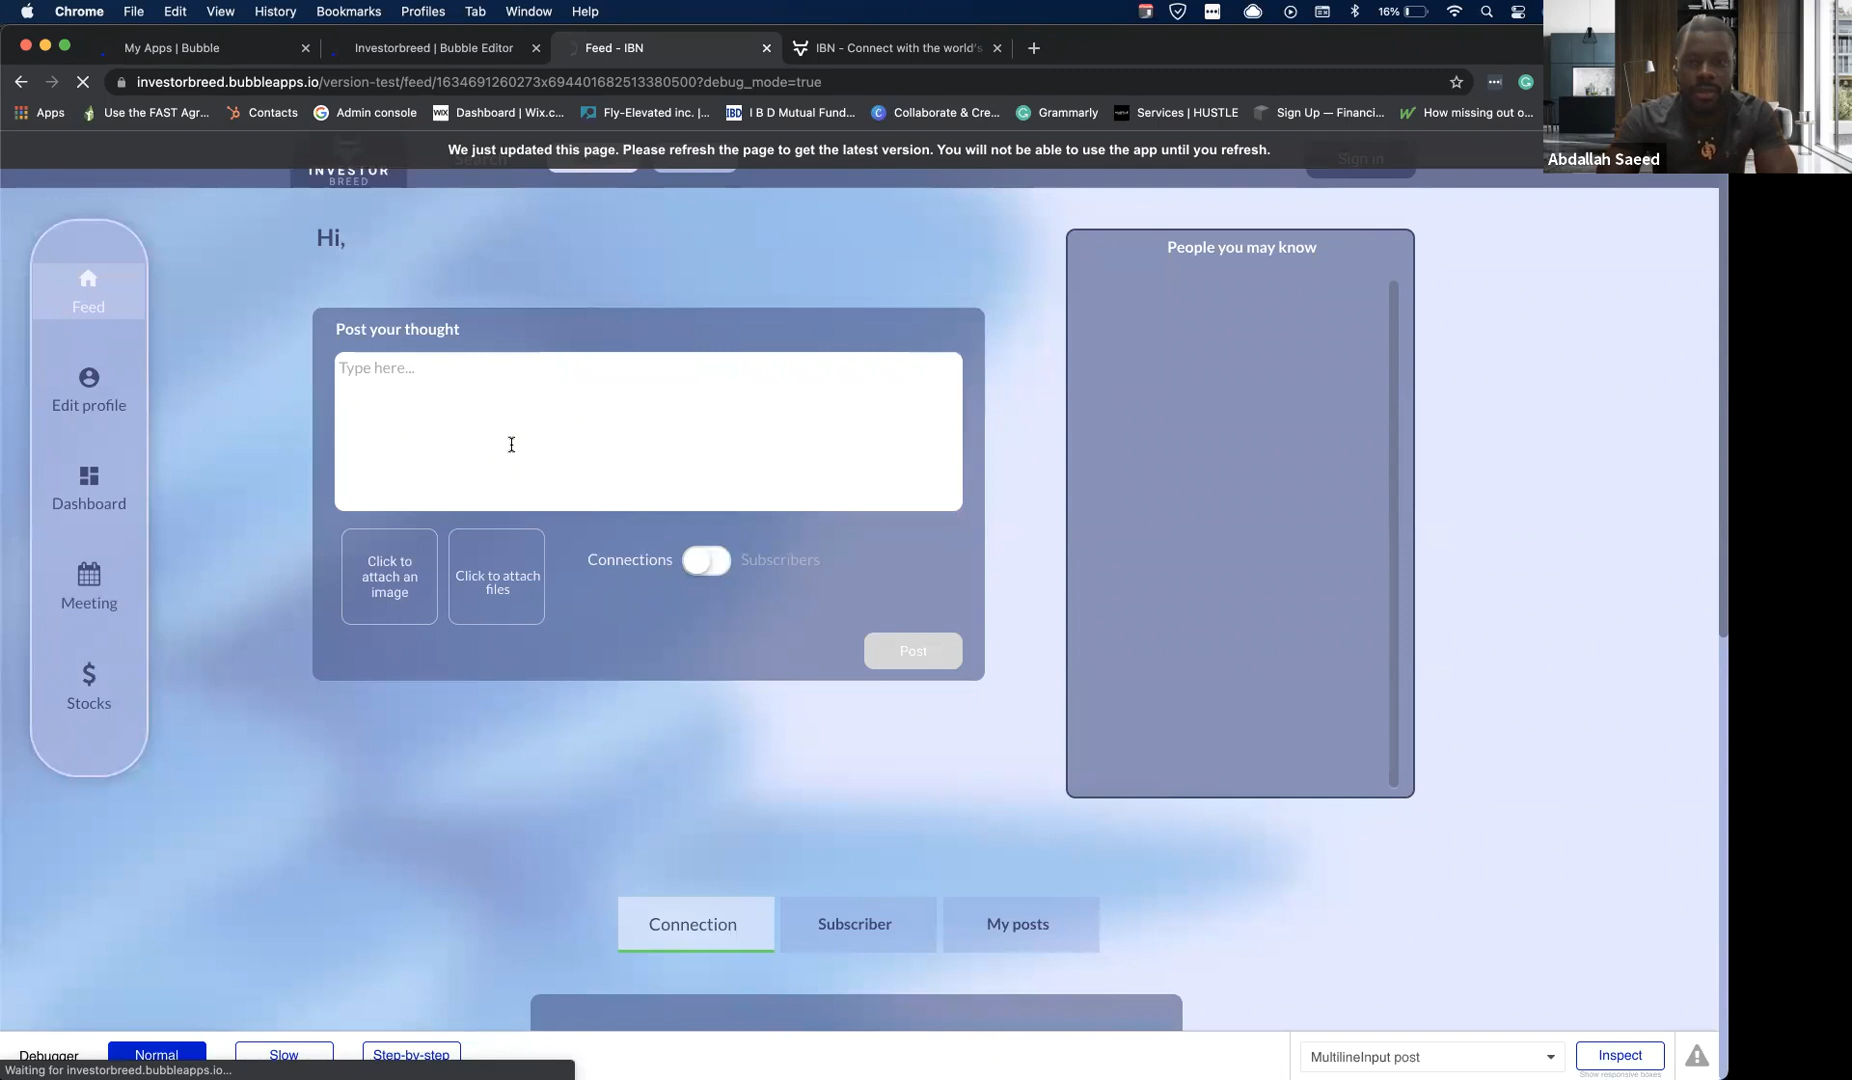 Chrome File Edit View History Bookmarks Profiles Tab Window Help
16%
My Apps | Bubble
Investorbreed | Bubble Editor
Feed - IBN
IBN - Connect with the world's
investorbreed.bubbleapps.io/version-test/feed/1634691260273x694401682513380500?debug_mode=true
Apps
Use the FAST Agr...
Contacts
Admin console
Dashboard | Wix.c...
Fly-Elevated inc. |...
I B D Mutual Fund...
Collaborate & Cre...
Grammarly
Services | HUSTLE
Sign Up — Financi...
How missing out o...
Abdallah Saeed
We just updated this page. Please refresh the page to get the latest version. You will not be able to use the app until you refresh.
Search
Sign in
INVESTOR
BREED
Hi,
People you may know
Feed
Edit profile
Dashboard
Meeting
Stocks
Post your thought
Type here...
Click to
attach an
image
Click to attach
files
Connections
Subscribers
Post
Connection
Subscriber
My posts
Debugger
Normal
Slow
Step-by-step
MultilineInput post
Inspect
Show responsive boxes
Waiting for investorbreed.bubbleapps.io...